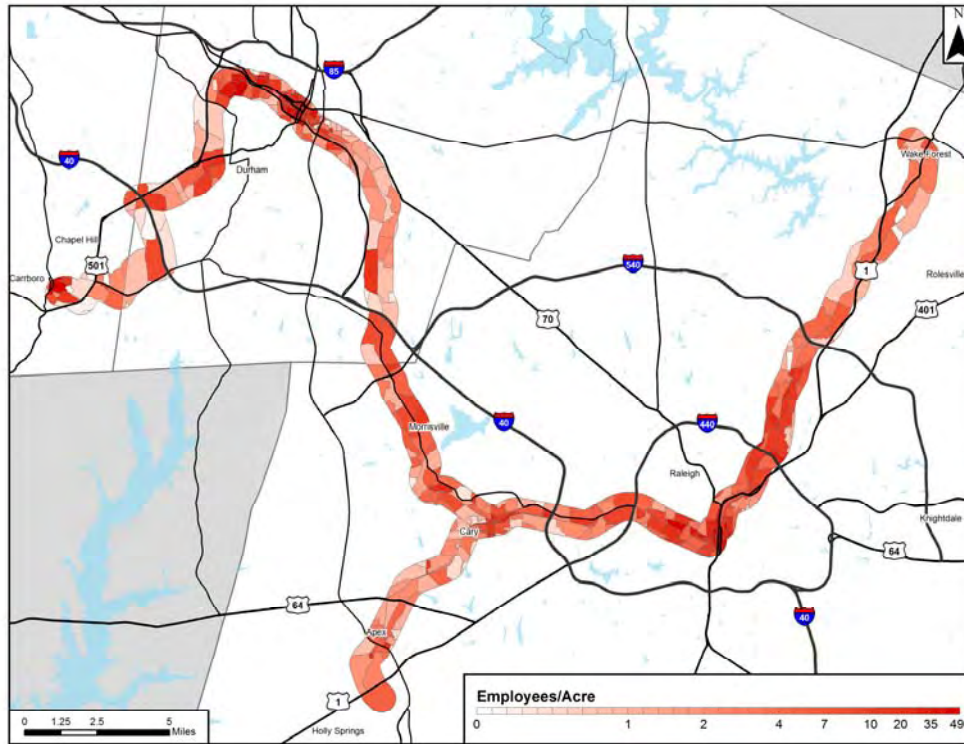 N
85
40
Wake Forest
Durham
Chapel Hill
501
Carrboro
540
1
Rolesville
401
70
Morrisville
40
440
Raleigh
Knightdale
Cary
64
64
40
Apex
1
Holly Springs
Employees/Acre
0 1 2 4 7 10 20 35 49
0 1.25 2.5 5
Miles